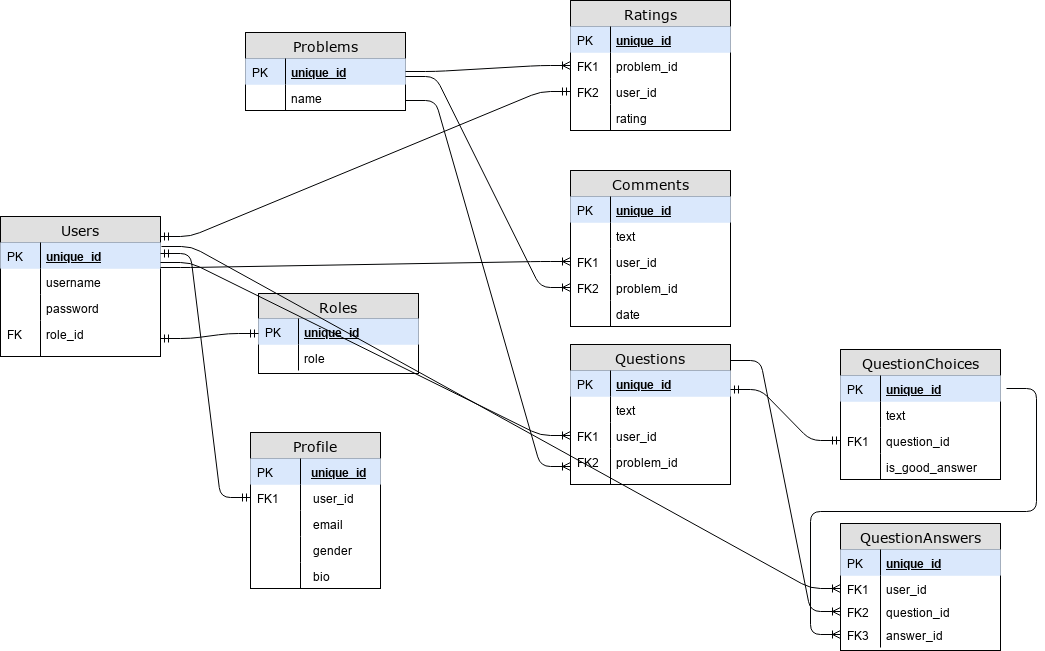 Ratings
PK unique_id
FK1 problem_id
FK2 user_id
rating
Problems
PK unique_id
name
Comments
PK unique_id
text
FK1 user_id
FK2 problem_id
date
Users
PK unique_id
username
password
FK role_id
Roles
PK unique_id
role
Questions
PK unique_id
text
FK1 user_id
FK2 problem_id
QuestionChoices
PK unique_id
text
FK1 question_id
is_good_answer
Profile
PK unique_id
FK1 user_id
email
gender
bio
QuestionAnswers
PK unique_id
FK1 user_id
FK2 question_id
FK3 answer_id